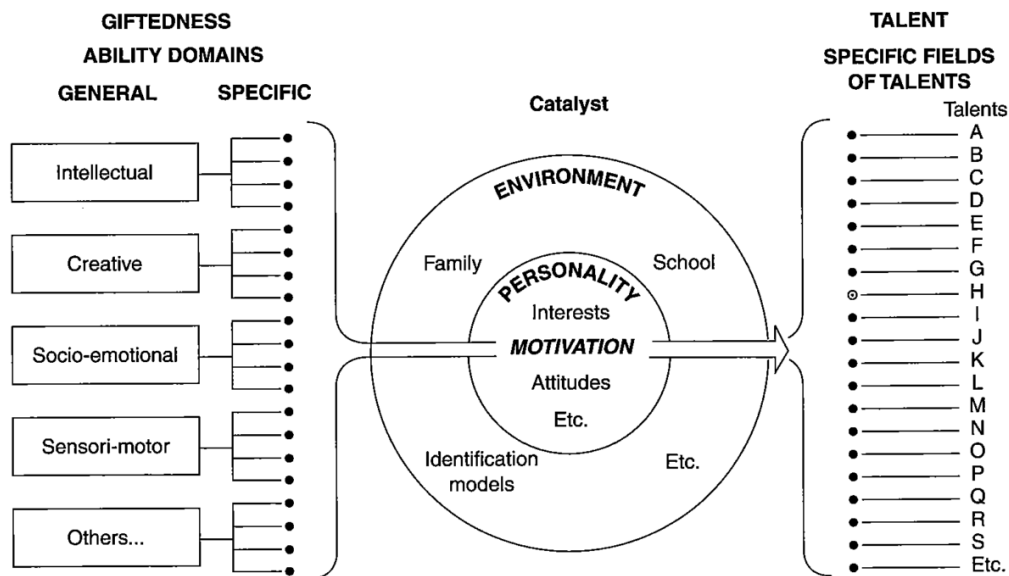 GIFTEDNESS
ABILITY DOMAINS
GENERAL
SPECIFIC
Intellectual
Creative
Socio-emotional
Sensori-motor
Others...
Catalyst
ENVIRONMENT
Family
School
PERSONALITY
Interests
MOTIVATION
Attitudes
Etc.
Identification
models
Etc.
TALENT
SPECIFIC FIELDS
OF TALENTS
Talents
A
B
C
D
E
F
G
H
I
J
K
L
M
N
O
P
Q
R
S
Etc.